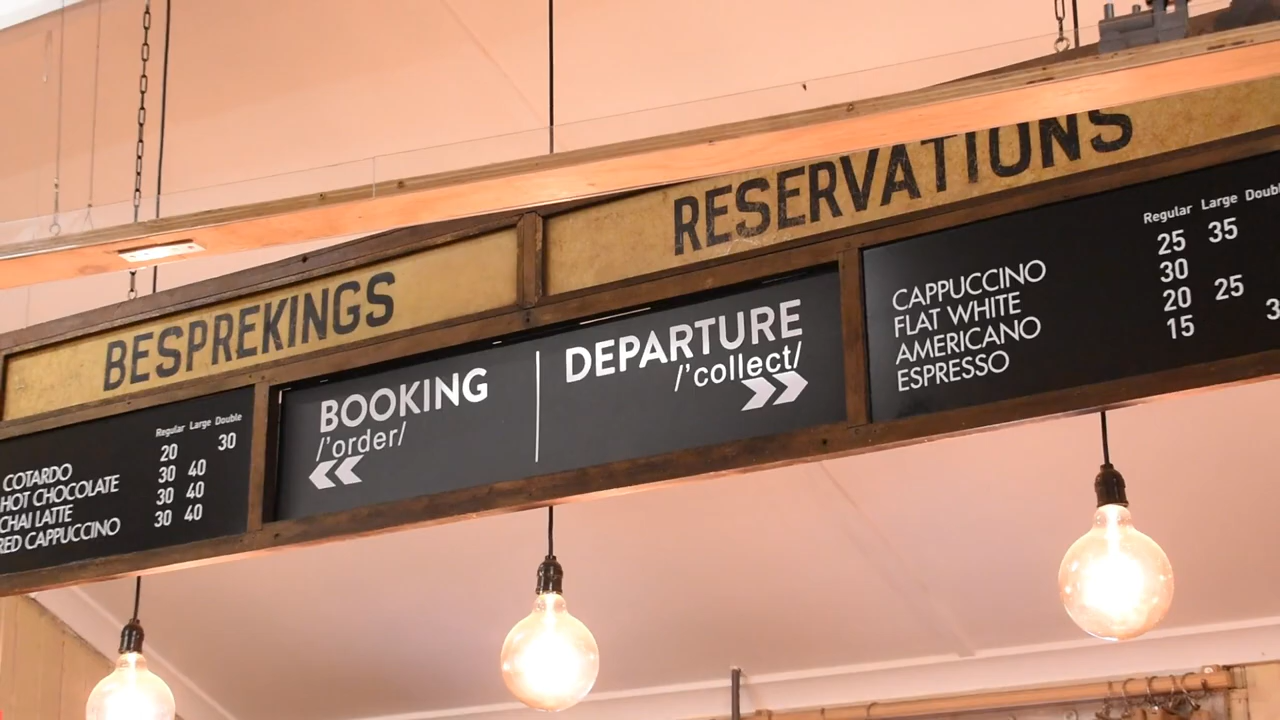 BESPREKINGS
RESERVATIONS
Regular Large Double
20 30
COTARDO 30 40
HOT CHOCOLATE 30 40
CHAI LATTE 30 40
RED CAPPUCCINO
BOOKING
/'order/
DEPARTURE
/'collect/
Regular Large Double
CAPPUCCINO 25 35
FLAT WHITE 30
AMERICANO 20 25
ESPRESSO 15